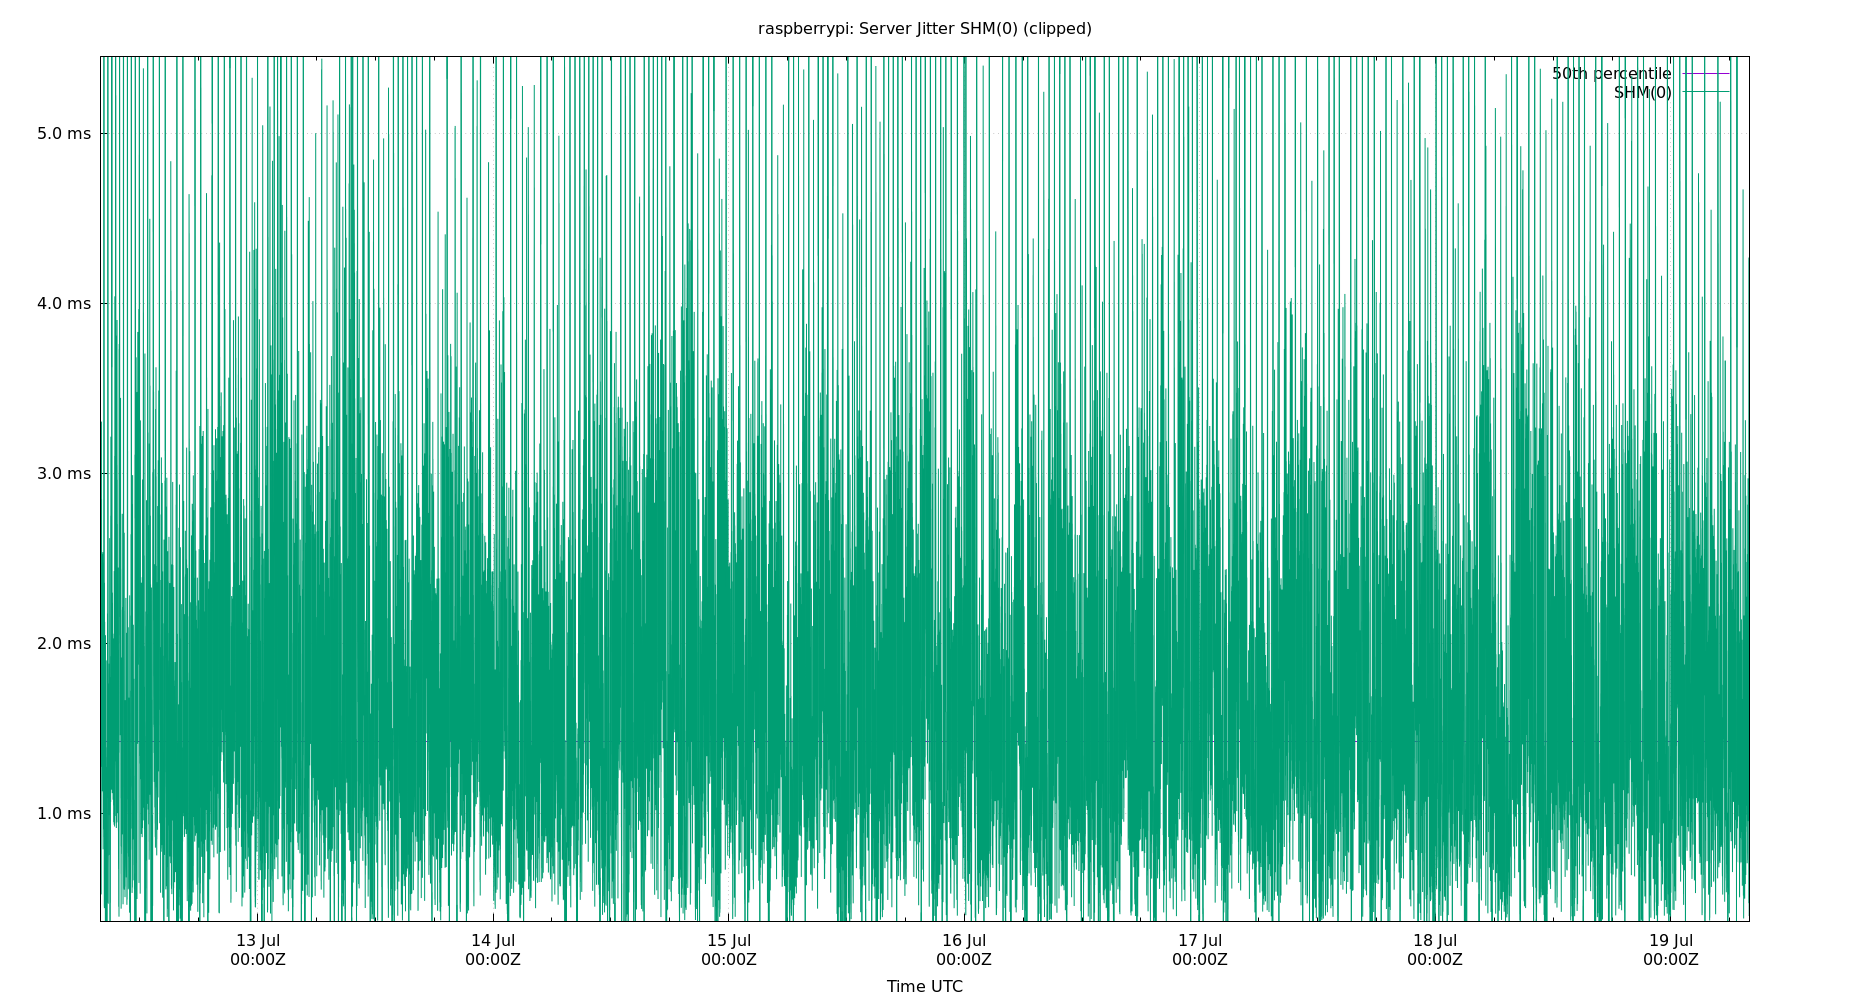 raspberrypi: Server Jitter SHM(0) (clipped)
50th percentile
SHM(0)
5.0 ms
4.0 ms
3.0 ms
2.0 ms
1.0 ms
13 Jul 14 Jul 15 Jul 16 Jul 17 Jul 18 Jul 19 Jul
00:00Z 00:00Z 00:00Z 00:00Z 00:00Z 00:00Z 00:00Z
Time UTC